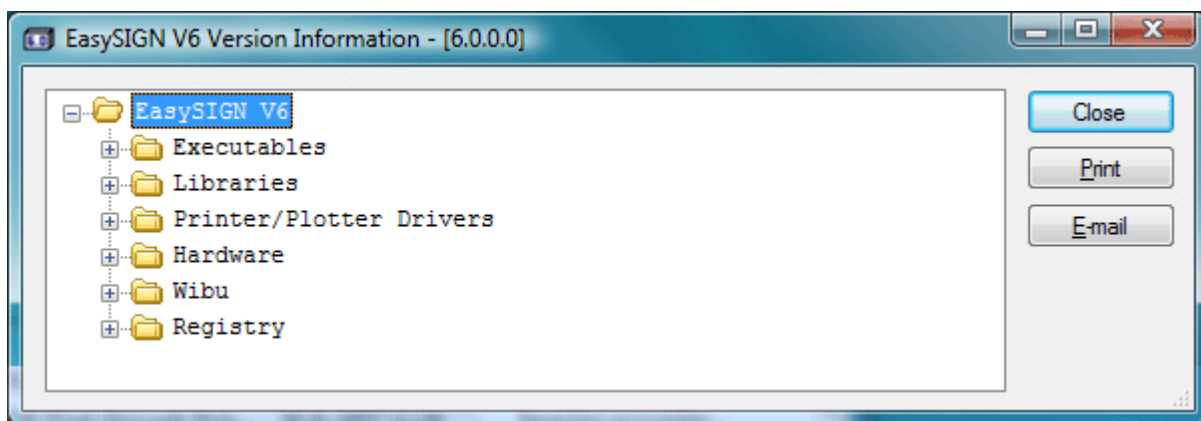 EasySIGN V6 Version Information - [6.0.0.0]
EasySIGN V6
Executables
Libraries
Printer/Plotter Drivers
Hardware
Wibu
Registry
Close
Print
E-mail